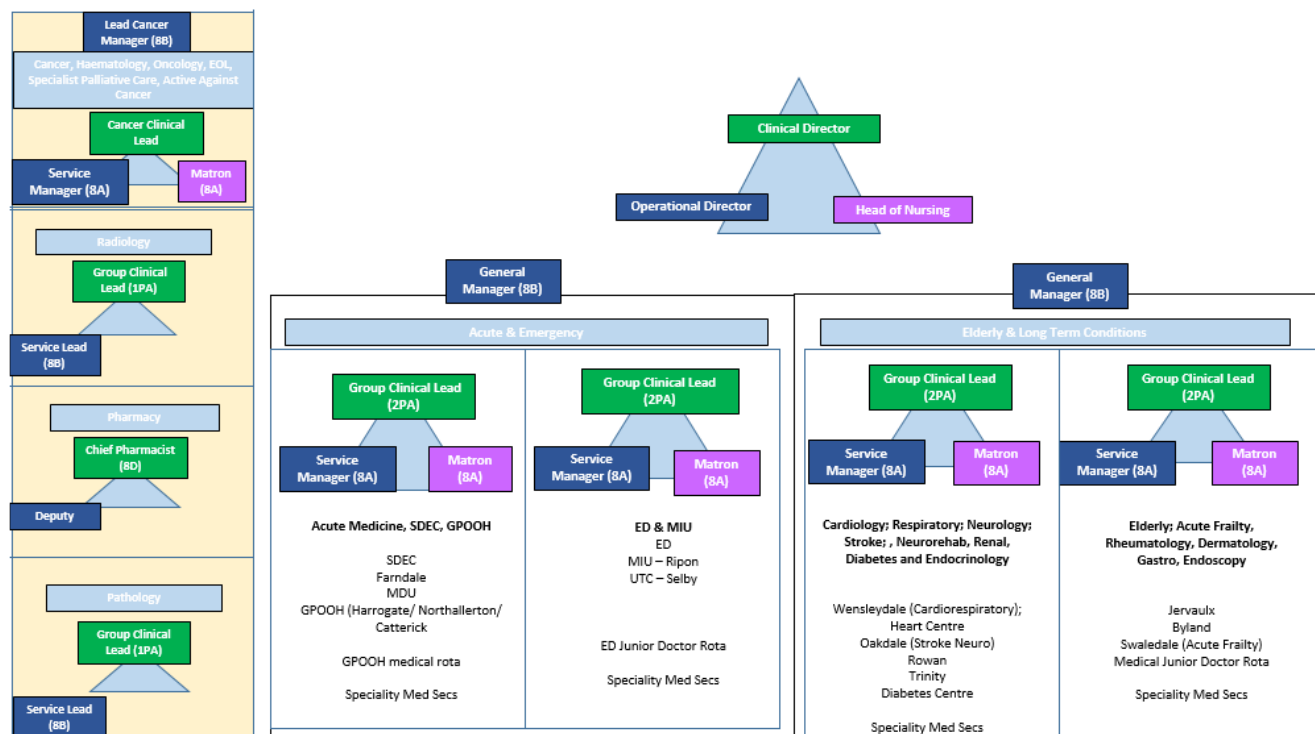 Lead Cancer
Manager (8B)
Cancer, Haematology, Oncology, EOL,
Specialist Palliative Care, Active Against
Cancer
Cancer Clinical
Lead
Service
Manager (8A)
Matron
(8A)
Radiology
Group Clinical
Lead (1PA)
Service Lead
(8B)
Pharmacy
Chief Pharmacist
(8D)
Deputy
Pathology
Group Clinical
Lead (1PA)
Service Lead
(8B)
Clinical Director
Operational Director
Head of Nursing
General
Manager (8B)
Acute & Emergency
Group Clinical Lead
(2PA)
Service
Manager (8A)
Matron
(8A)
Acute Medicine, SDEC, GPOOH
SDEC
Farndale
MDU
GPOOH (Harrogate/ Northallerton/
Catterick
GPOOH medical rota
Speciality Med Secs
Group Clinical Lead
(2PA)
Service
Manager (8A)
Matron
(8A)
ED & MIU
ED
MIU – Ripon
UTC – Selby
ED Junior Doctor Rota
Speciality Med Secs
General
Manager (8B)
Elderly & Long Term Conditions
Group Clinical Lead
(2PA)
Service
Manager (8A)
Matron
(8A)
Cardiology; Respiratory; Neurology;
Stroke; , Neurorehab, Renal,
Diabetes and Endocrinology
Wensleydale (Cardiorespiratory);
Heart Centre
Oakdale (Stroke Neuro)
Rowan
Trinity
Diabetes Centre
Speciality Med Secs
Group Clinical Lead
(2PA)
Service
Manager (8A)
Matron
(8A)
Elderly; Acute Frailty,
Rheumatology, Dermatology,
Gastro, Endoscopy
Jervaulx
Byland
Swaledale (Acute Frailty)
Medical Junior Doctor Rota
Speciality Med Secs